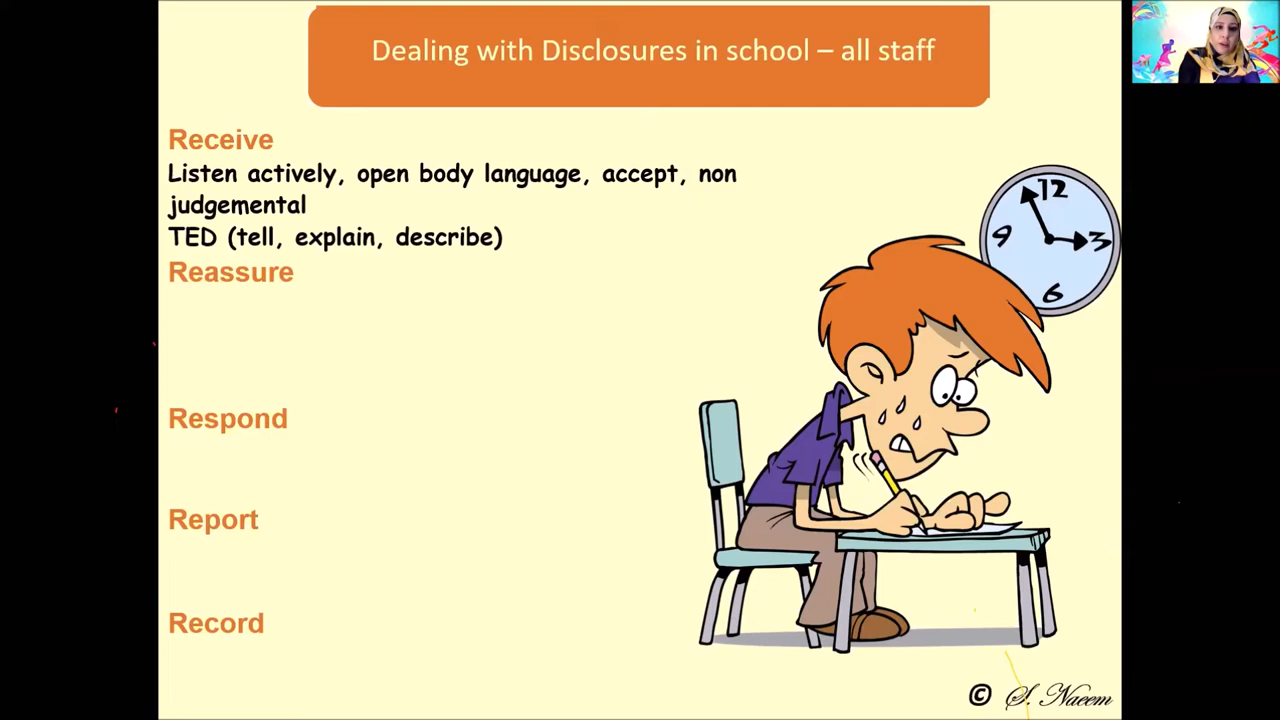 Dealing with Disclosures in school – all staff
Receive
Listen actively, open body language, accept, non
judgemental
TED (tell, explain, describe)
Reassure
Respond
Report
Record
12
9
3
6
© S. Naeem